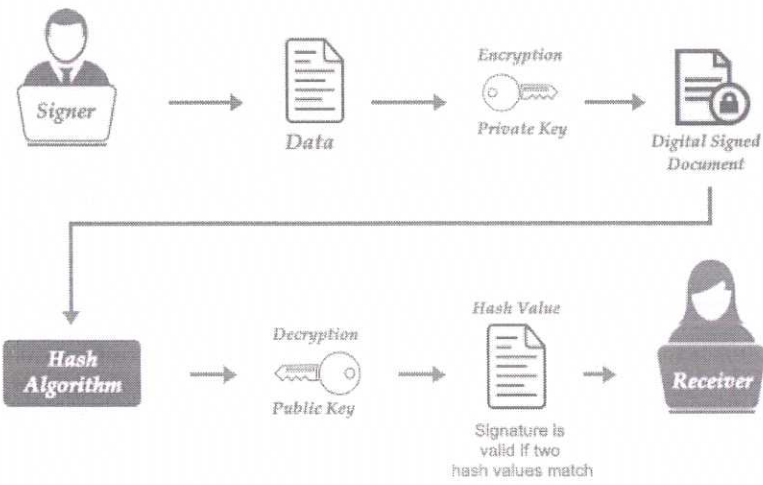 Signer
Data
Encryption
Private Key
Digital Signed
Document
Hash
Algorithm
Decryption
Public Key
Hash Value
Signature is
valid if two
hash values match
Receiver